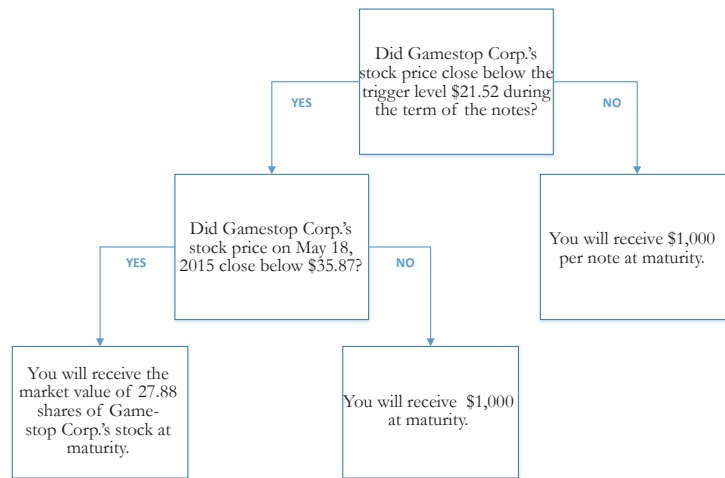 Did Gamestop Corp.'s
stock price close below the
trigger level $21.52 during
the term of the notes?
YES
NO
Did Gamestop Corp.'s
stock price on May 18,
2015 close below $35.87?
You will receive $1,000
per note at maturity.
YES
NO
You will receive the
market value of 27.88
shares of Game-
stop Corp.'s stock at
maturity.
You will receive $1,000
at maturity.